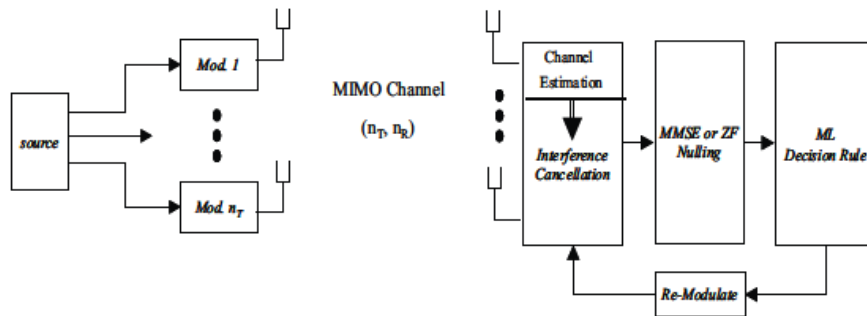 source
Mod. 1
Mod. n_T
MIMO Channel
(n_T, n_R)
Channel
Estimation
Interference
Cancellation
MMSE or ZF
Nulling
ML
Decision Rule
Re-Modulate